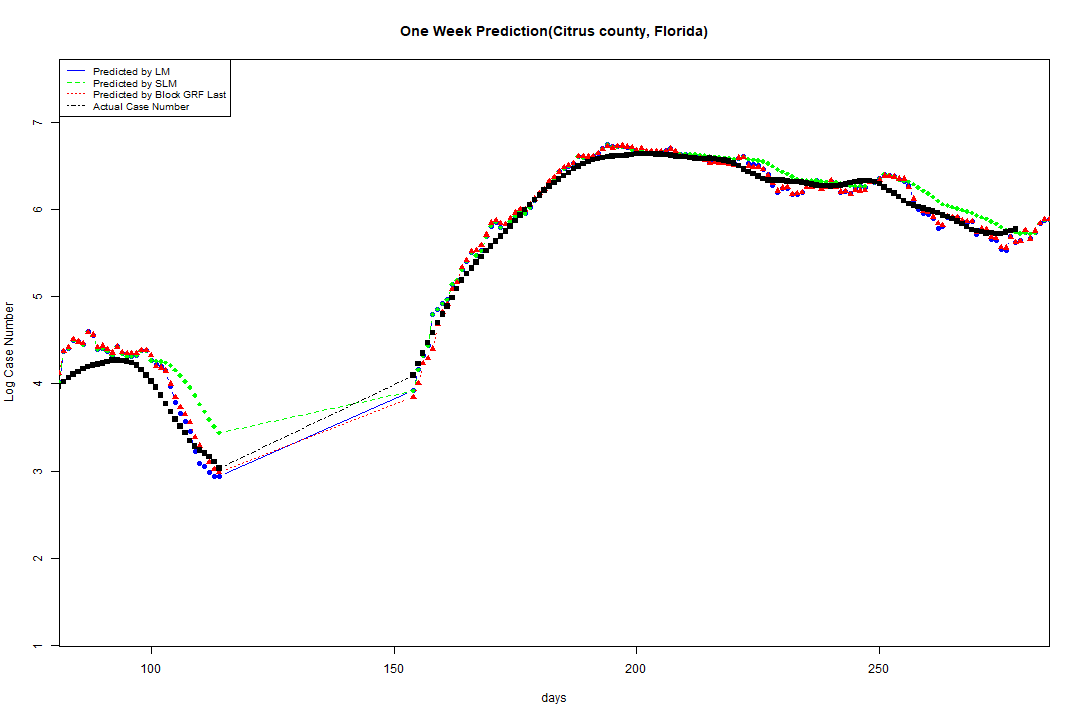 One Week Prediction(Citrus county, Florida)
Predicted by LM
Predicted by SLM
Predicted by Block GRF Last
Actual Case Number
7
6
5
4
3
2
1
Log Case Number
100 150 200 250
days